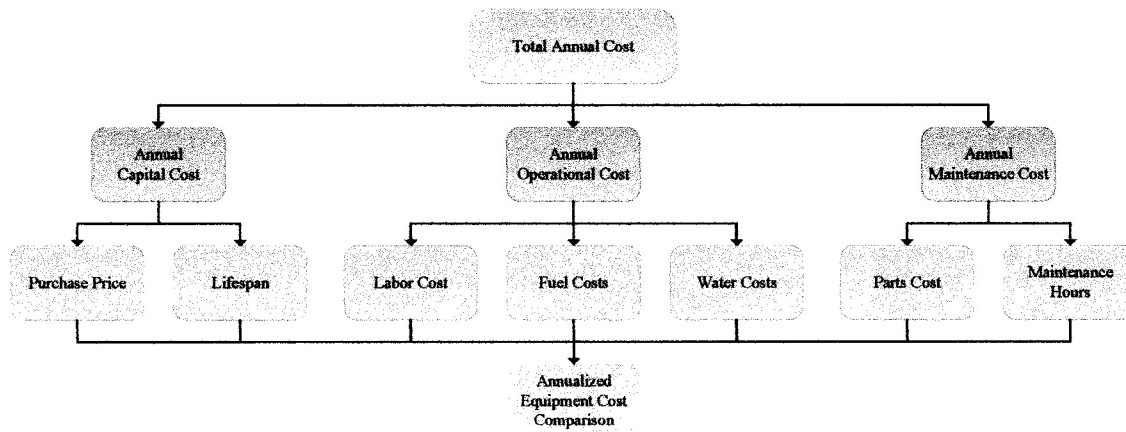 Total Annual Cost
Annual
Capital Cost
Annual
Operational Cost
Annual
Maintenance Cost
Purchase Price
Lifespan
Labor Cost
Fuel Costs
Water Costs
Parts Cost
Maintenance
Hours
Annualized
Equipment Cost
Comparison